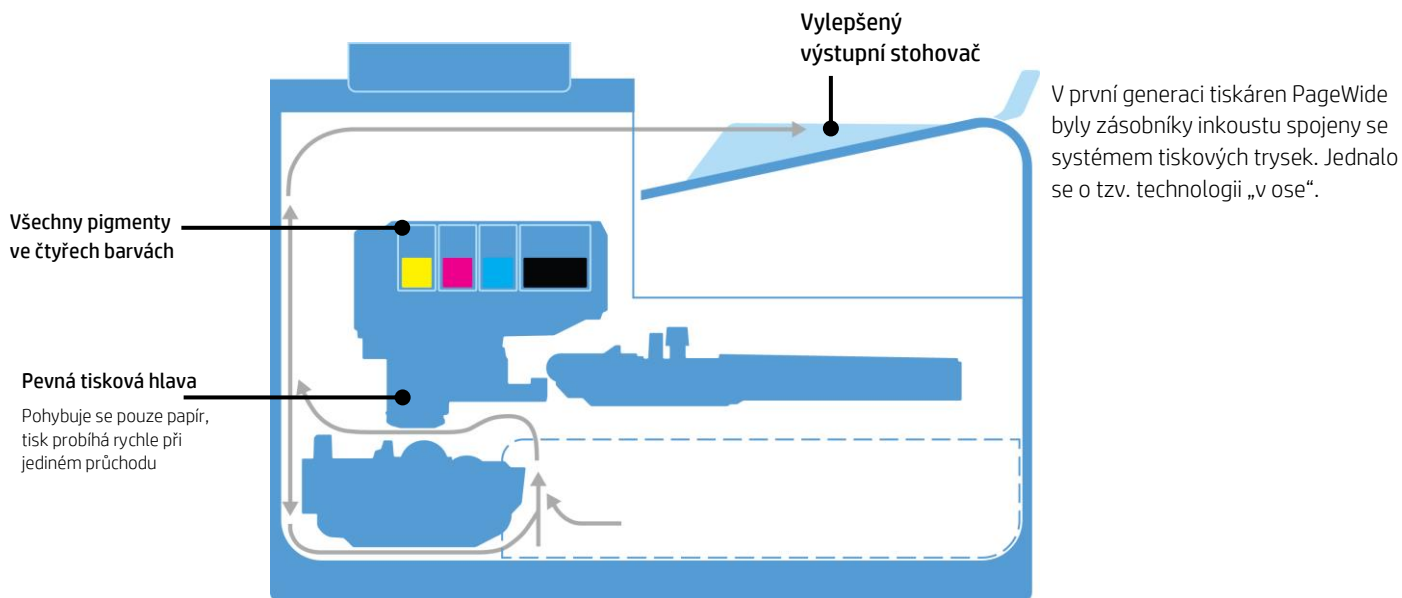 Vylepšený
výstupní stohovač
V první generaci tiskáren PageWide
byly zásobníky inkoustu spojeny se
systémem tiskových trysek. Jednalo
se o tzv. technologii „v ose“.
Všechny pigmenty
ve čtyřech barvách
Pevná tisková hlava
Pohybuje se pouze papír,
tisk probíhá rychle při
jediném průchodu